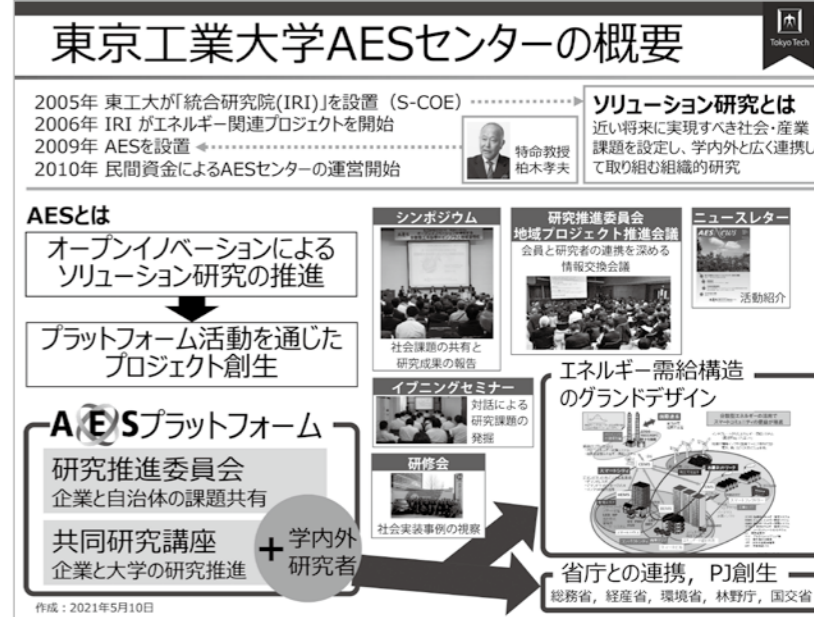 東京工業大学AESセンターの概要
Tokyo Tech
2005年 東工大が「統合研究院(IRI)」を設置（S-COE）
2006年 IRI がエネルギー関連プロジェクトを開始
2009年 AESを設置
2010年 民間資金によるAESセンターの運営開始
特命教授
柏木孝夫
ソリューション研究とは
近い将来に実現すべき社会・産業
課題を設定し、学内外と広く連携し
て取り組む組織的研究
AESとは
オープンイノベーションによる
ソリューション研究の推進
プラットフォーム活動を通じた
プロジェクト創生
シンポジウム
社会課題の共有と
研究成果の報告
研究推進委員会
地域プロジェクト推進会議
会員と研究者の連携を深める
情報交換会議
ニュースレター
AES News
活動紹介
イブニングセミナー
対話による
研究課題の
発掘
研修会
社会実装事例の視察
AESプラットフォーム
研究推進委員会
企業と自治体の課題共有
共同研究講座
企業と大学の研究推進
+
学内外
研究者
エネルギー需給構造
のグランドデザイン
スマートシティ
省庁との連携，PJ創生
総務省，経産省，環境省，林野庁，国交省
作成：2021年5月10日